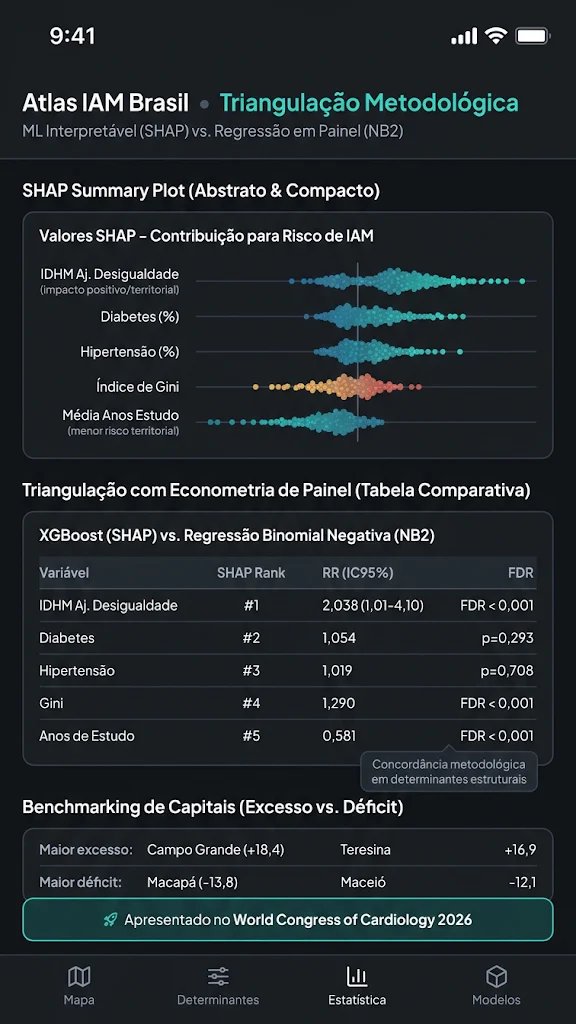 9:41
Atlas IAM Brasil • Triangulação Metodológica
ML Interpretável (SHAP) vs. Regressão em Painel (NB2)
SHAP Summary Plot (Abstrato & Compacto)
Valores SHAP – Contribuição para Risco de IAM
IDHM Aj. Desigualdade
(impacto positivo/territorial)
Diabetes (%)
Hipertensão (%)
Índice de Gini
Média Anos Estudo
(menor risco territorial)
Triangulação com Econometria de Painel (Tabela Comparativa)
XGBoost (SHAP) vs. Regressão Binomial Negativa (NB2)
Variável SHAP Rank RR (IC95%) FDR
IDHM Aj. Desigualdade #1 2,038 (1,01-4,10) FDR < 0,001
Diabetes #2 1,054 p=0,293
Hipertensão #3 1,019 p=0,708
Gini #4 1,290 FDR < 0,001
Anos de Estudo #5 0,581 FDR < 0,001
Concordância metodológica
em determinantes estruturais
Benchmarking de Capitais (Excesso vs. Déficit)
Maior excesso: Campo Grande (+18,4) Teresina +16,9
Maior déficit: Macapá (-13,8) Maceió -12,1
Apresentado no World Congress of Cardiology 2026
Mapa Determinantes Estatística Modelos